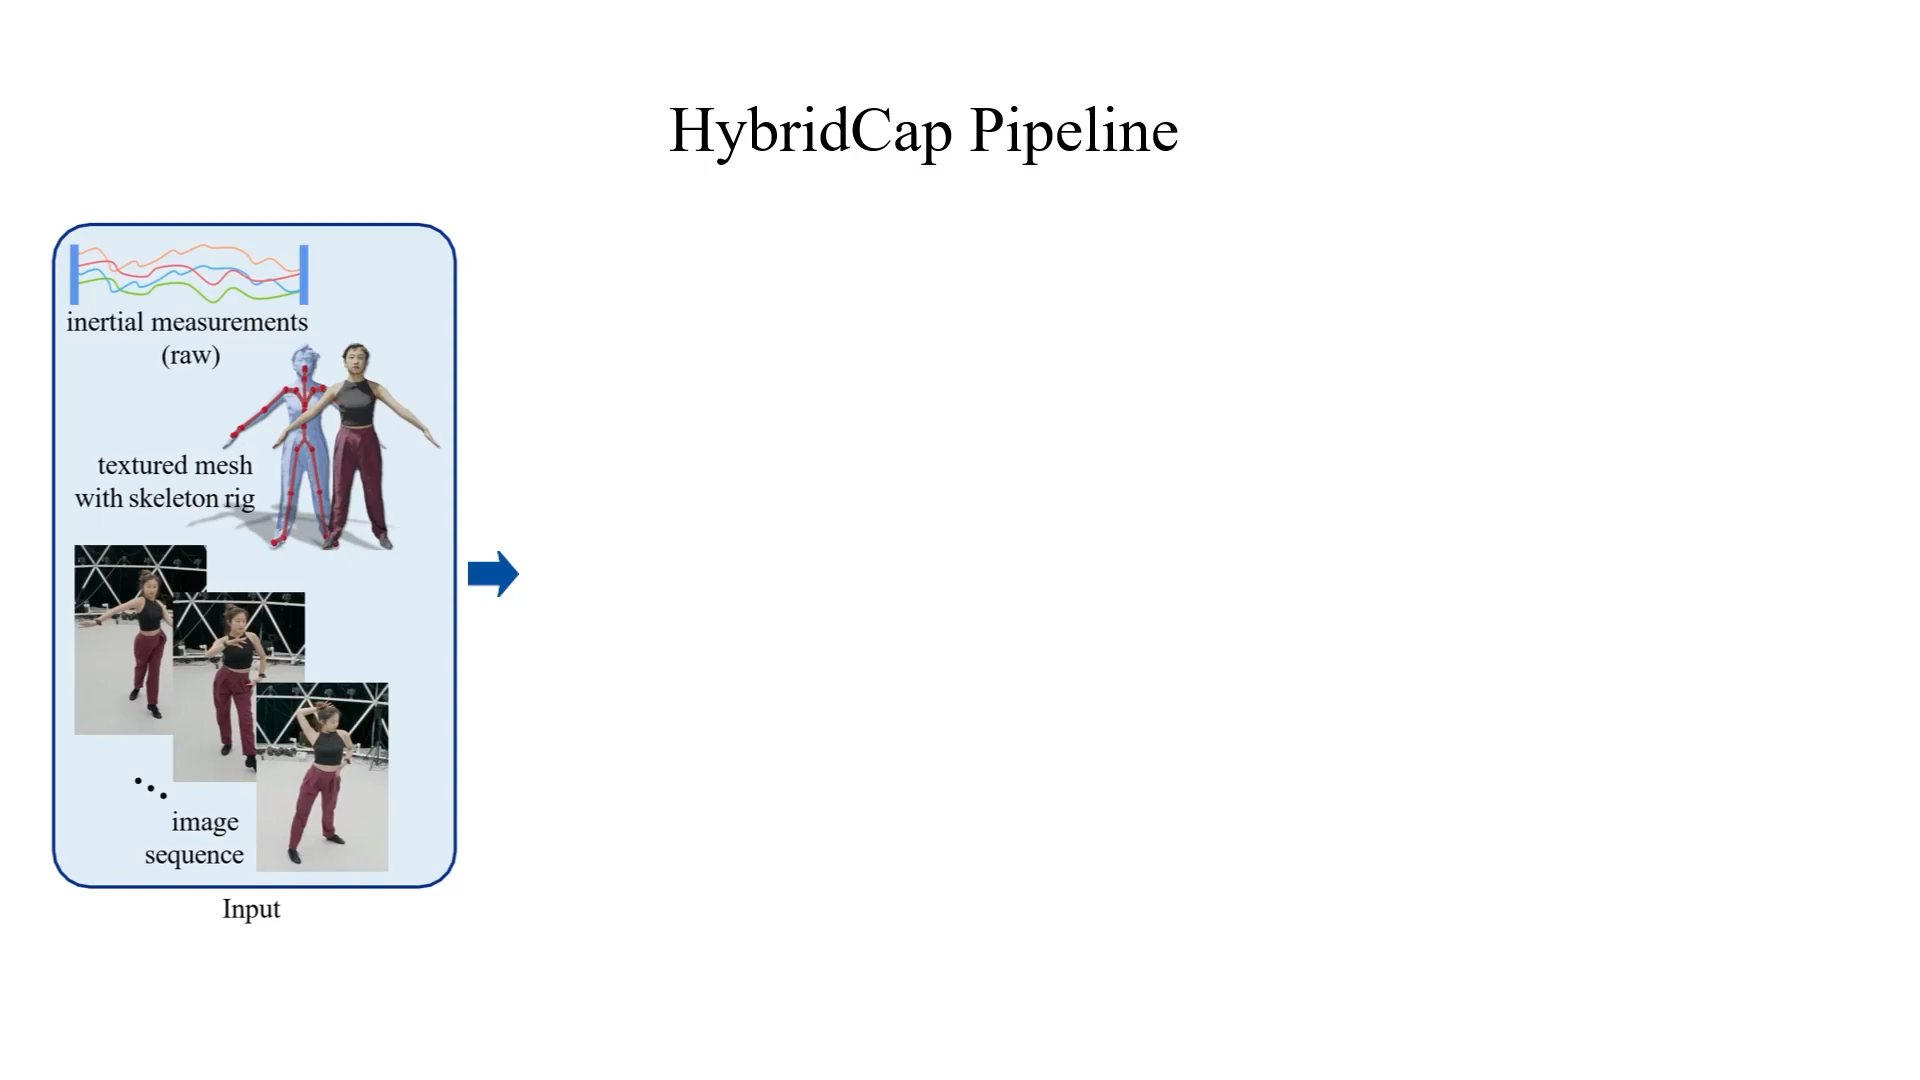 HybridCap Pipeline
inertial measurements
(raw)
textured mesh
with skeleton rig
image
sequence
Input